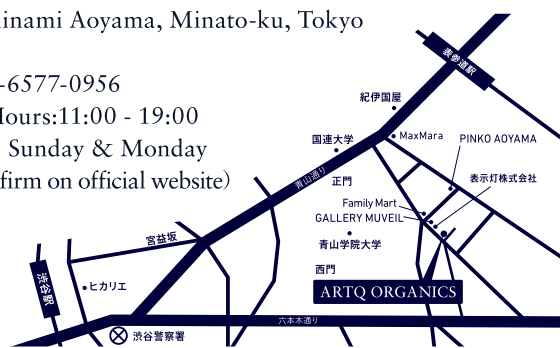 inami Aoyama, Minato-ku, Tokyo
-6577-0956
Hours:11:00 - 19:00
Sunday & Monday
firm on official website)
表参道駅
紀伊国屋
国連大学
MaxMara
PINKO AOYAMA
青山通り
正門
表示灯株式会社
Family Mart
GALLERY MUVEIL
宮益坂
青山学院大学
西門
渋谷駅
ヒカリエ
ARTQ ORGANICS
六本木通り
渋谷警察署